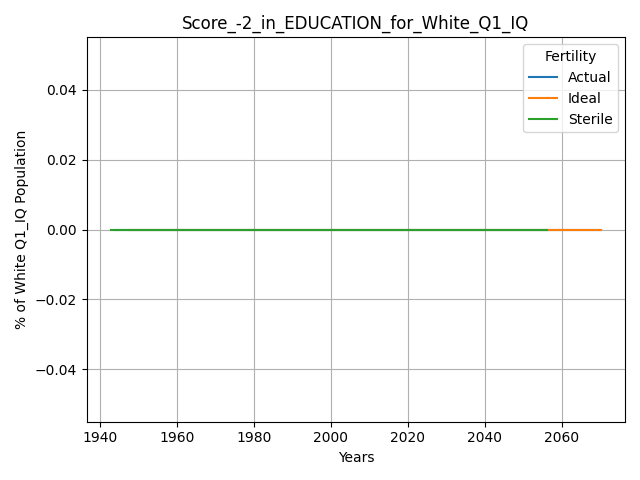 Score_-2_in_EDUCATION_for_White_Q1_IQ
Fertility
Actual
Ideal
Sterile
% of White Q1_IQ Population
0.04
0.02
0.00
−0.02
−0.04
1940 1960 1980 2000 2020 2040 2060
Years